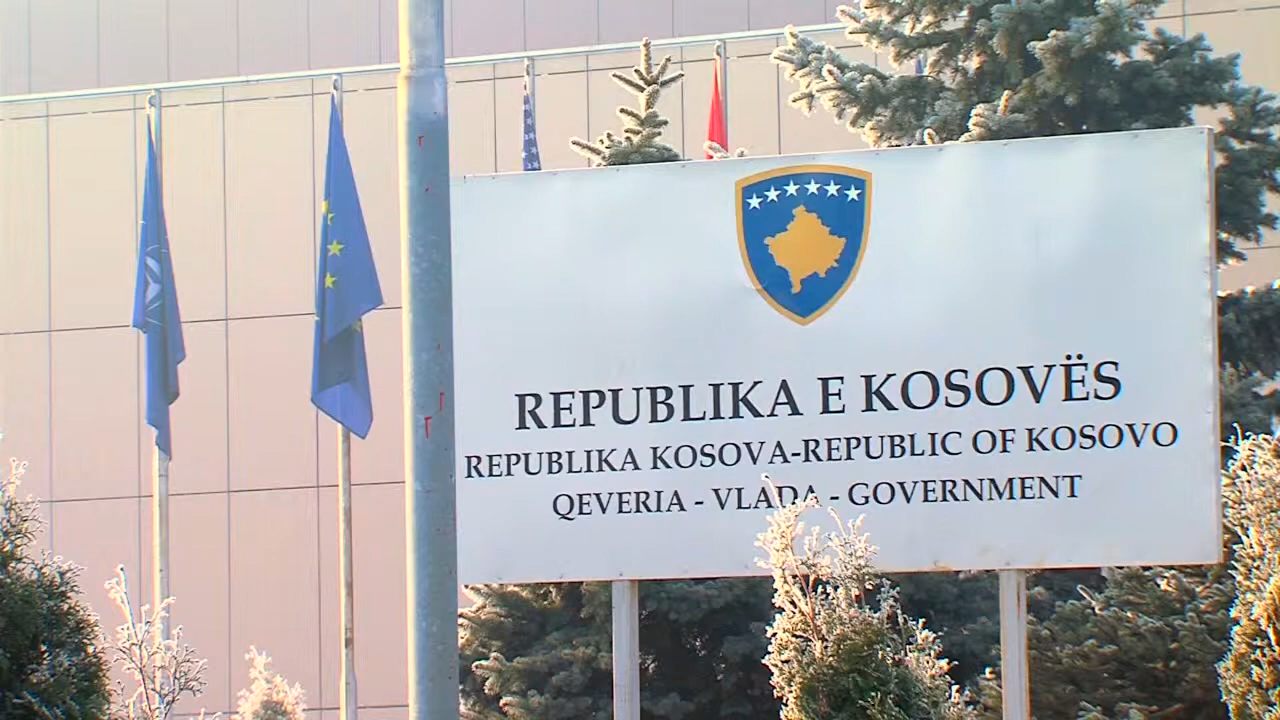 REPUBLIKA E KOSOVËS
REPUBLIKA KOSOVA-REPUBLIC OF KOSOVO
QEVERIA - VLADA - GOVERNMENT